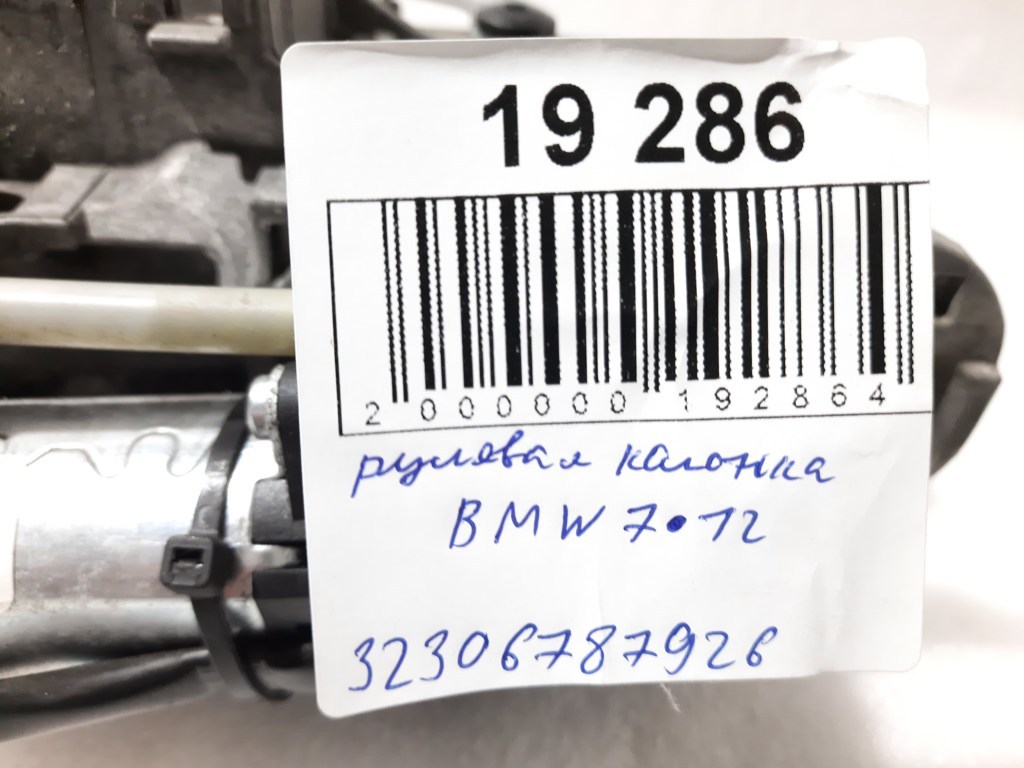 19 286
2 000000 192864
рулевая калонка
BMW 7•12
32306787926